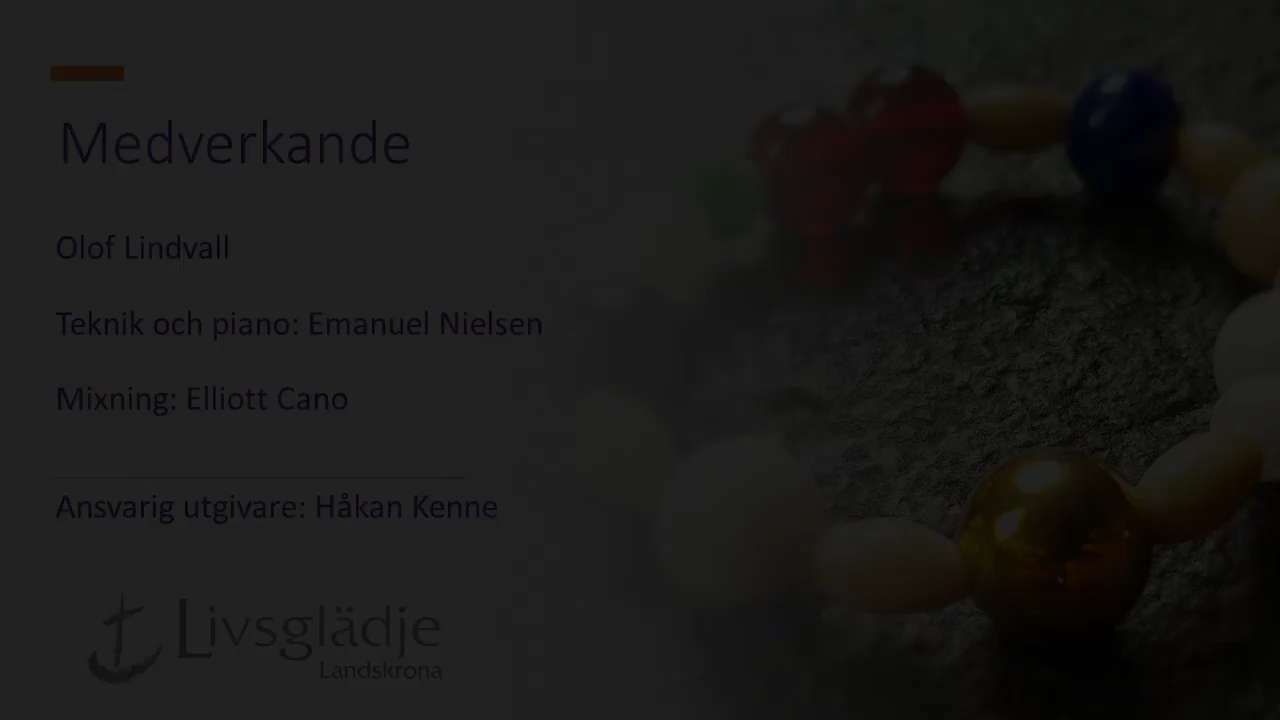 Medverkande
Olof Lindvall
Teknik och piano: Emanuel Nielsen
Mixning: Elliott Cano
Ansvarig utgivare: Håkan Kenne
Livsglädje
Landskrona